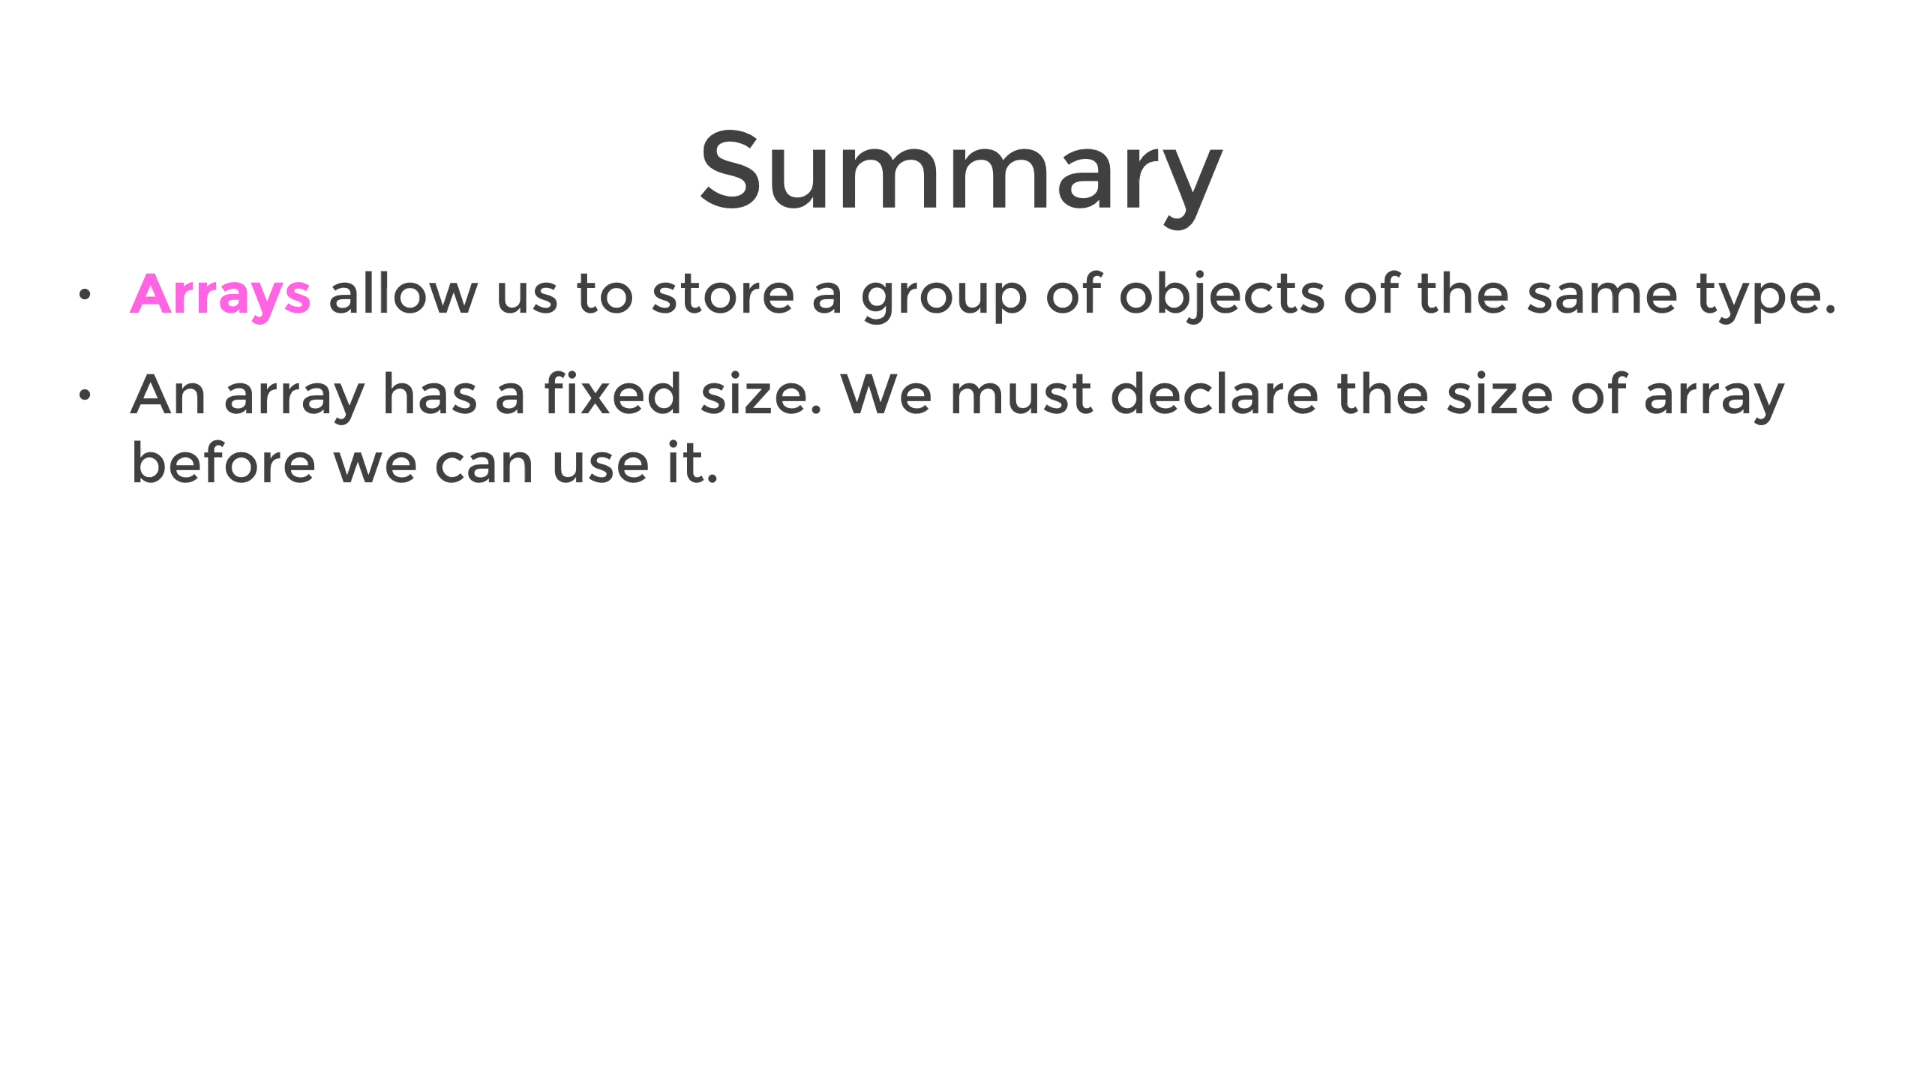 Summary
• Arrays allow us to store a group of objects of the same type.
• An array has a fixed size. We must declare the size of array
before we can use it.